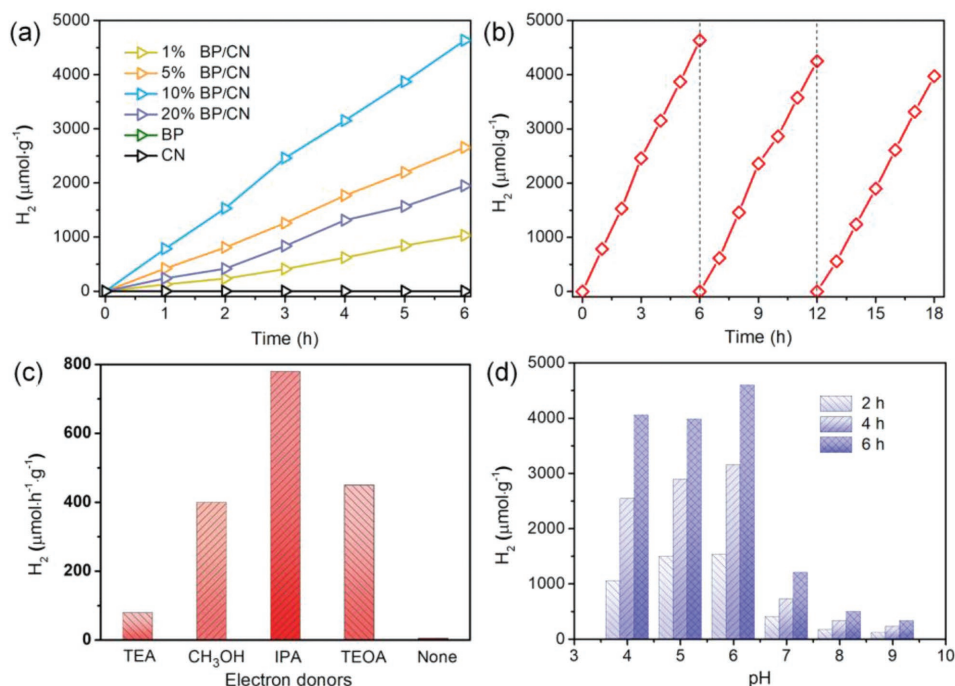 (a)
5000
4000
3000
2000
1000
0
H₂ (μmol·g⁻¹)
1% BP/CN
5% BP/CN
10% BP/CN
20% BP/CN
BP
CN
0 1 2 3 4 5 6
Time (h)
(b)
5000
4000
3000
2000
1000
0
H₂ (μmol·g⁻¹)
0 3 6 9 12 15 18
Time (h)
(c)
800
600
400
200
0
H₂ (μmol·h⁻¹·g⁻¹)
TEA CH₃OH IPA TEOA None
Electron donors
(d)
5000
4000
3000
2000
1000
0
H₂ (μmol·g⁻¹)
2 h
4 h
6 h
3 4 5 6 7 8 9 10
pH